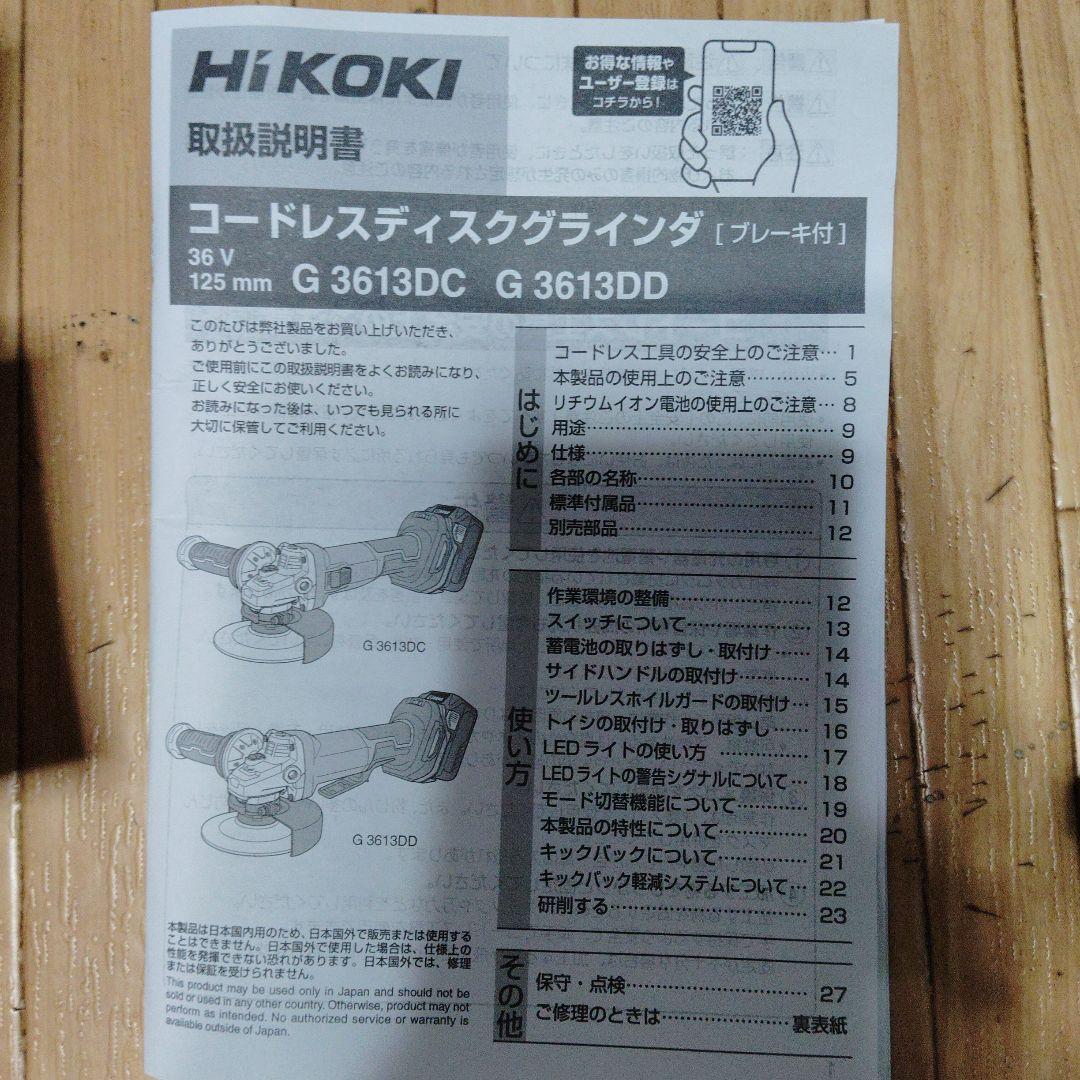 HiKOKI
お得な情報や
ユーザー登録は
コチラから！
取扱説明書
コードレスディスクグラインダ [ブレーキ付]
36 V
125 mm G 3613DC G 3613DD
このたびは弊社製品をお買い上げいただき、
ありがとうございました。
ご使用前にこの取扱説明書をよくお読みになり、
正しく安全にお使いください。
お読みになった後は、いつでも見られる所に
大切に保管してご利用ください。
G 3613DC
G 3613DD
本製品は日本国内用のため、日本国外で販売または使用する
ことはできません。日本国外で使用した場合は、仕様上の
性能を発揮できない恐れがあります。日本国外では、修理
または保証を受けられません。
This product may be used only in Japan and should not be
sold or used in any other country. Otherwise, product may not
perform as intended. No authorized service or warranty is
available outside of Japan.
はじめに
コードレス工具の安全上のご注意… 1
本製品の使用上のご注意…………… 5
リチウムイオン電池の使用上のご注意… 8
用途…………………………………… 9
仕様…………………………………… 9
各部の名称………………………… 10
標準付属品………………………… 11
別売部品…………………………… 12
使い方
作業環境の整備…………………… 12
スイッチについて………………… 13
蓄電池の取りはずし・取付け…… 14
サイドハンドルの取付け………… 14
ツールレスホイルガードの取付け… 15
トイシの取付け・取りはずし…… 16
LEDライトの使い方 …………… 17
LEDライトの警告シグナルについて… 18
モード切替機能について………… 19
本製品の特性について…………… 20
キックバックについて…………… 21
キックバック軽減システムについて… 22
研削する…………………………… 23
その他
保守・点検………………………… 27
ご修理のときは………………… 裏表紙